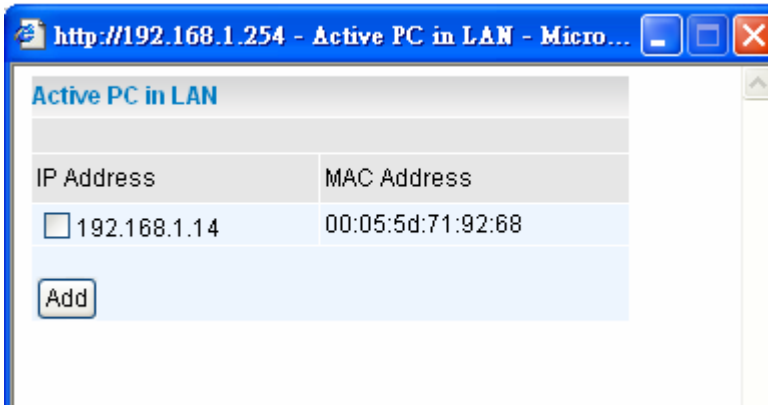 http://192.168.1.254 - Active PC in LAN - Micro...
Active PC in LAN
IP Address MAC Address
192.168.1.14 00:05:5d:71:92:68
Add